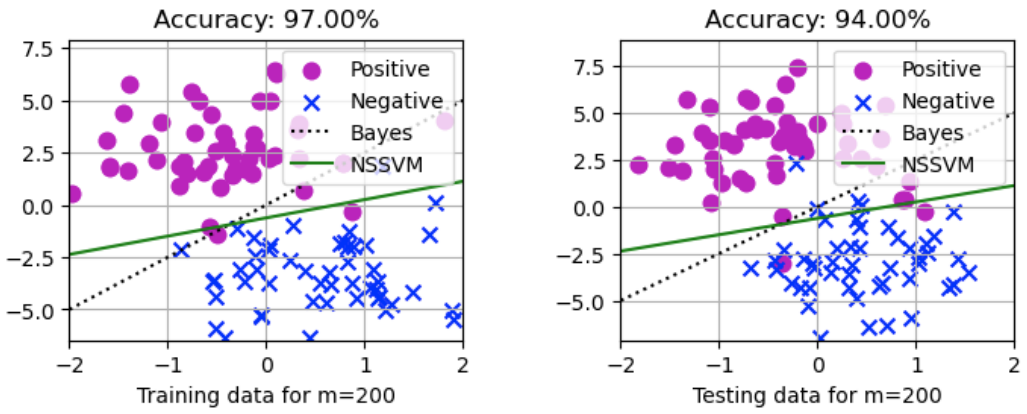 Accuracy: 97.00%
7.5
5.0
2.5
0.0
−2.5
−5.0
−2
−1
0
1
2
Positive
Negative
Bayes
NSSVM
Training data for m=200
Accuracy: 94.00%
7.5
5.0
2.5
0.0
−2.5
−5.0
−2
−1
0
1
2
Positive
Negative
Bayes
NSSVM
Testing data for m=200